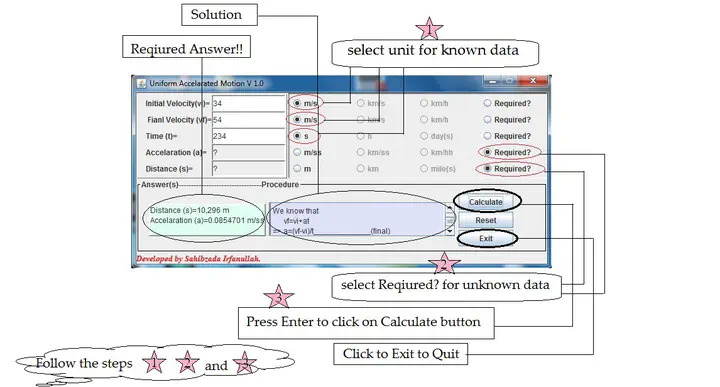 Solution
1
Reqiured Answer!!
select unit for known data
Uniform Accelarated Motion V 1.0
Initial Velocity(v)= 34 m/s km/s km/h Required?
Fianl Velocity (vf)= 54 m/s km/s km/h Required?
Time (t)= 234 s h day(s) Required?
Accelaration (a)= ? m/ss km/ss km/hh Required?
Distance (s)= ? m km mile(s) Required?
Answer(s) Procedure
Distance (s)=10,296 m
Accelaration (a)=0.0854701 m/ss
We know that
vf=vi+at
=> a=(vf-vi)/t_______________(final)
Calculate
Reset
Exit
Developed by Sahibzada Irfanullah.
2
select Reqiured? for unknown data
3
Press Enter to click on Calculate button
Click to Exit to Quit
Follow the steps 1 2 and 3